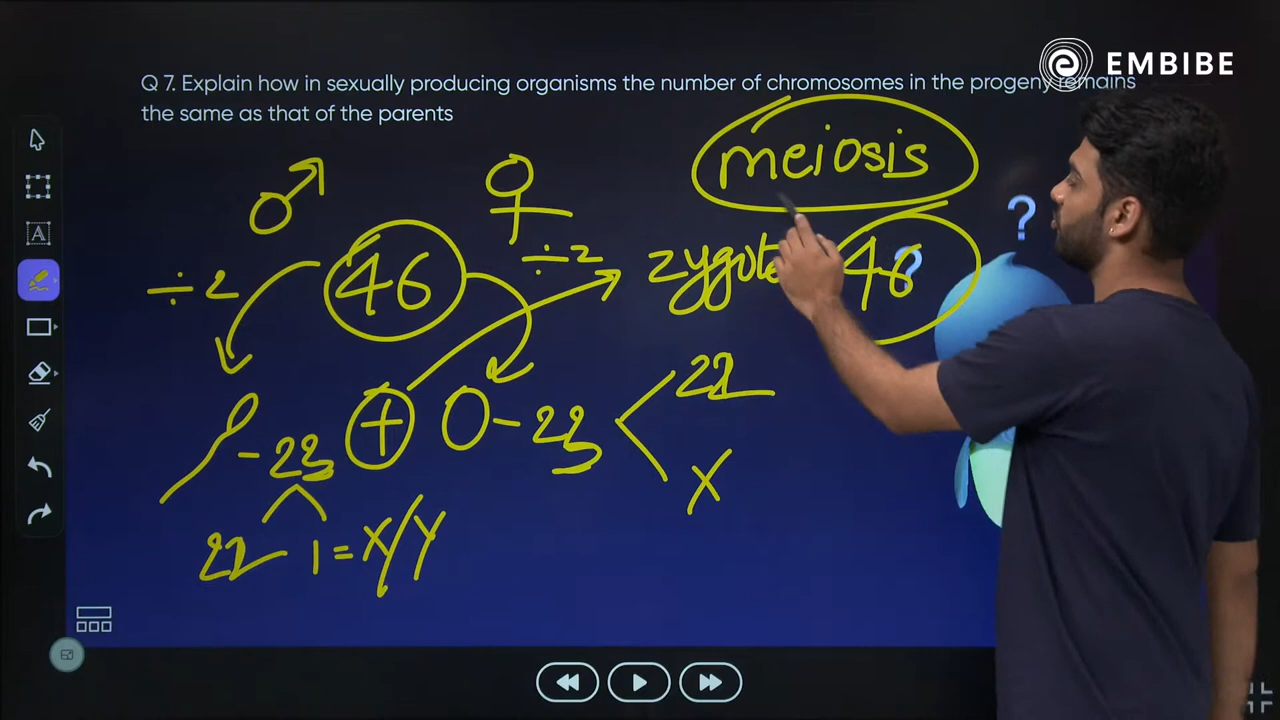 EMBIBE
Q 7. Explain how in sexually producing organisms the number of chromosomes in the progeny remains
the same as that of the parents
meiosis
♂ ♀
÷2 46 ÷2 zygote 46
?
?
- 23 + O - 23 < 22
X
22 1 = X/Y
A